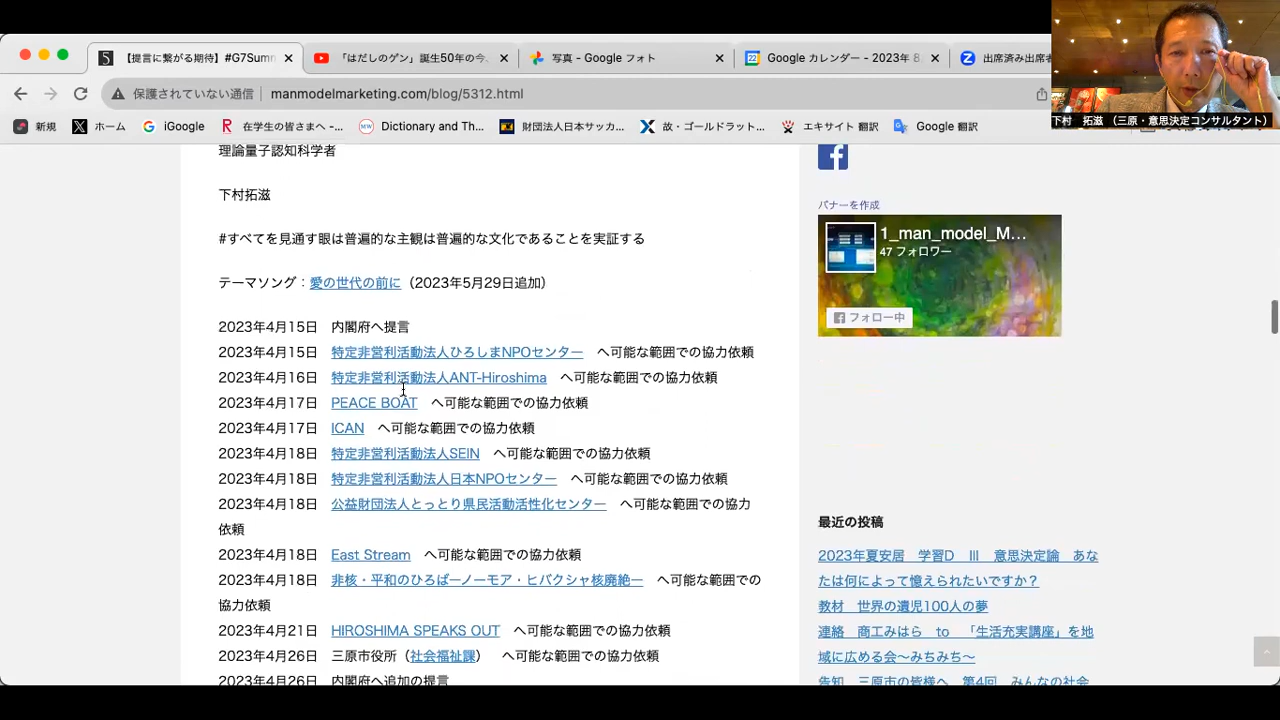 【提言に繋がる期待】#G7Sum
「はだしのゲン」誕生50年の今、
写真 - Google フォト
Google カレンダー - 2023年 8
出席済み出席者
保護されていない通信 manmodelmarketing.com/blog/5312.html
新規
ホーム
iGoogle
在学生の皆さまへ -...
Dictionary and Th...
財団法人日本サッカ...
故・ゴールドラット...
エキサイト 翻訳
Google 翻訳
下村 拓滋 (三原・意思決定コンサルタント)
理論量子認知科学者
下村拓滋
#すべてを見通す眼は普遍的な主観は普遍的な文化であることを実証する
テーマソング：愛の世代の前に（2023年5月29日追加）
2023年4月15日 内閣府へ提言
2023年4月15日 特定非営利活動法人ひろしまNPOセンター へ可能な範囲での協力依頼
2023年4月16日 特定非営利活動法人ANT-Hiroshima へ可能な範囲での協力依頼
2023年4月17日 PEACE BOAT へ可能な範囲での協力依頼
2023年4月17日 ICAN へ可能な範囲での協力依頼
2023年4月18日 特定非営利活動法人SEIN へ可能な範囲での協力依頼
2023年4月18日 特定非営利活動法人日本NPOセンター へ可能な範囲での協力依頼
2023年4月18日 公益財団法人とっとり県民活動活性化センター へ可能な範囲での協力
依頼
2023年4月18日 East Stream へ可能な範囲での協力依頼
2023年4月18日 非核・平和のひろばーノーモア・ヒバクシャ核廃絶ー へ可能な範囲での
協力依頼
2023年4月21日 HIROSHIMA SPEAKS OUT へ可能な範囲での協力依頼
2023年4月26日 三原市役所（社会福祉課） へ可能な範囲での協力依頼
2023年4月26日 内閣府へ追加の提言
バナーを作成
1_man_model_M...
47 フォロワー
フォロー中
最近の投稿
2023年夏安居 学習D Ⅲ 意思決定論 あな
たは何によって憶えられたいですか？
教材 世界の遺児100人の夢
連絡 商工みはら to 「生活充実講座」を地
域に広める会〜みちみち〜
告知 三原市の皆様へ 第4回 みんなの社会